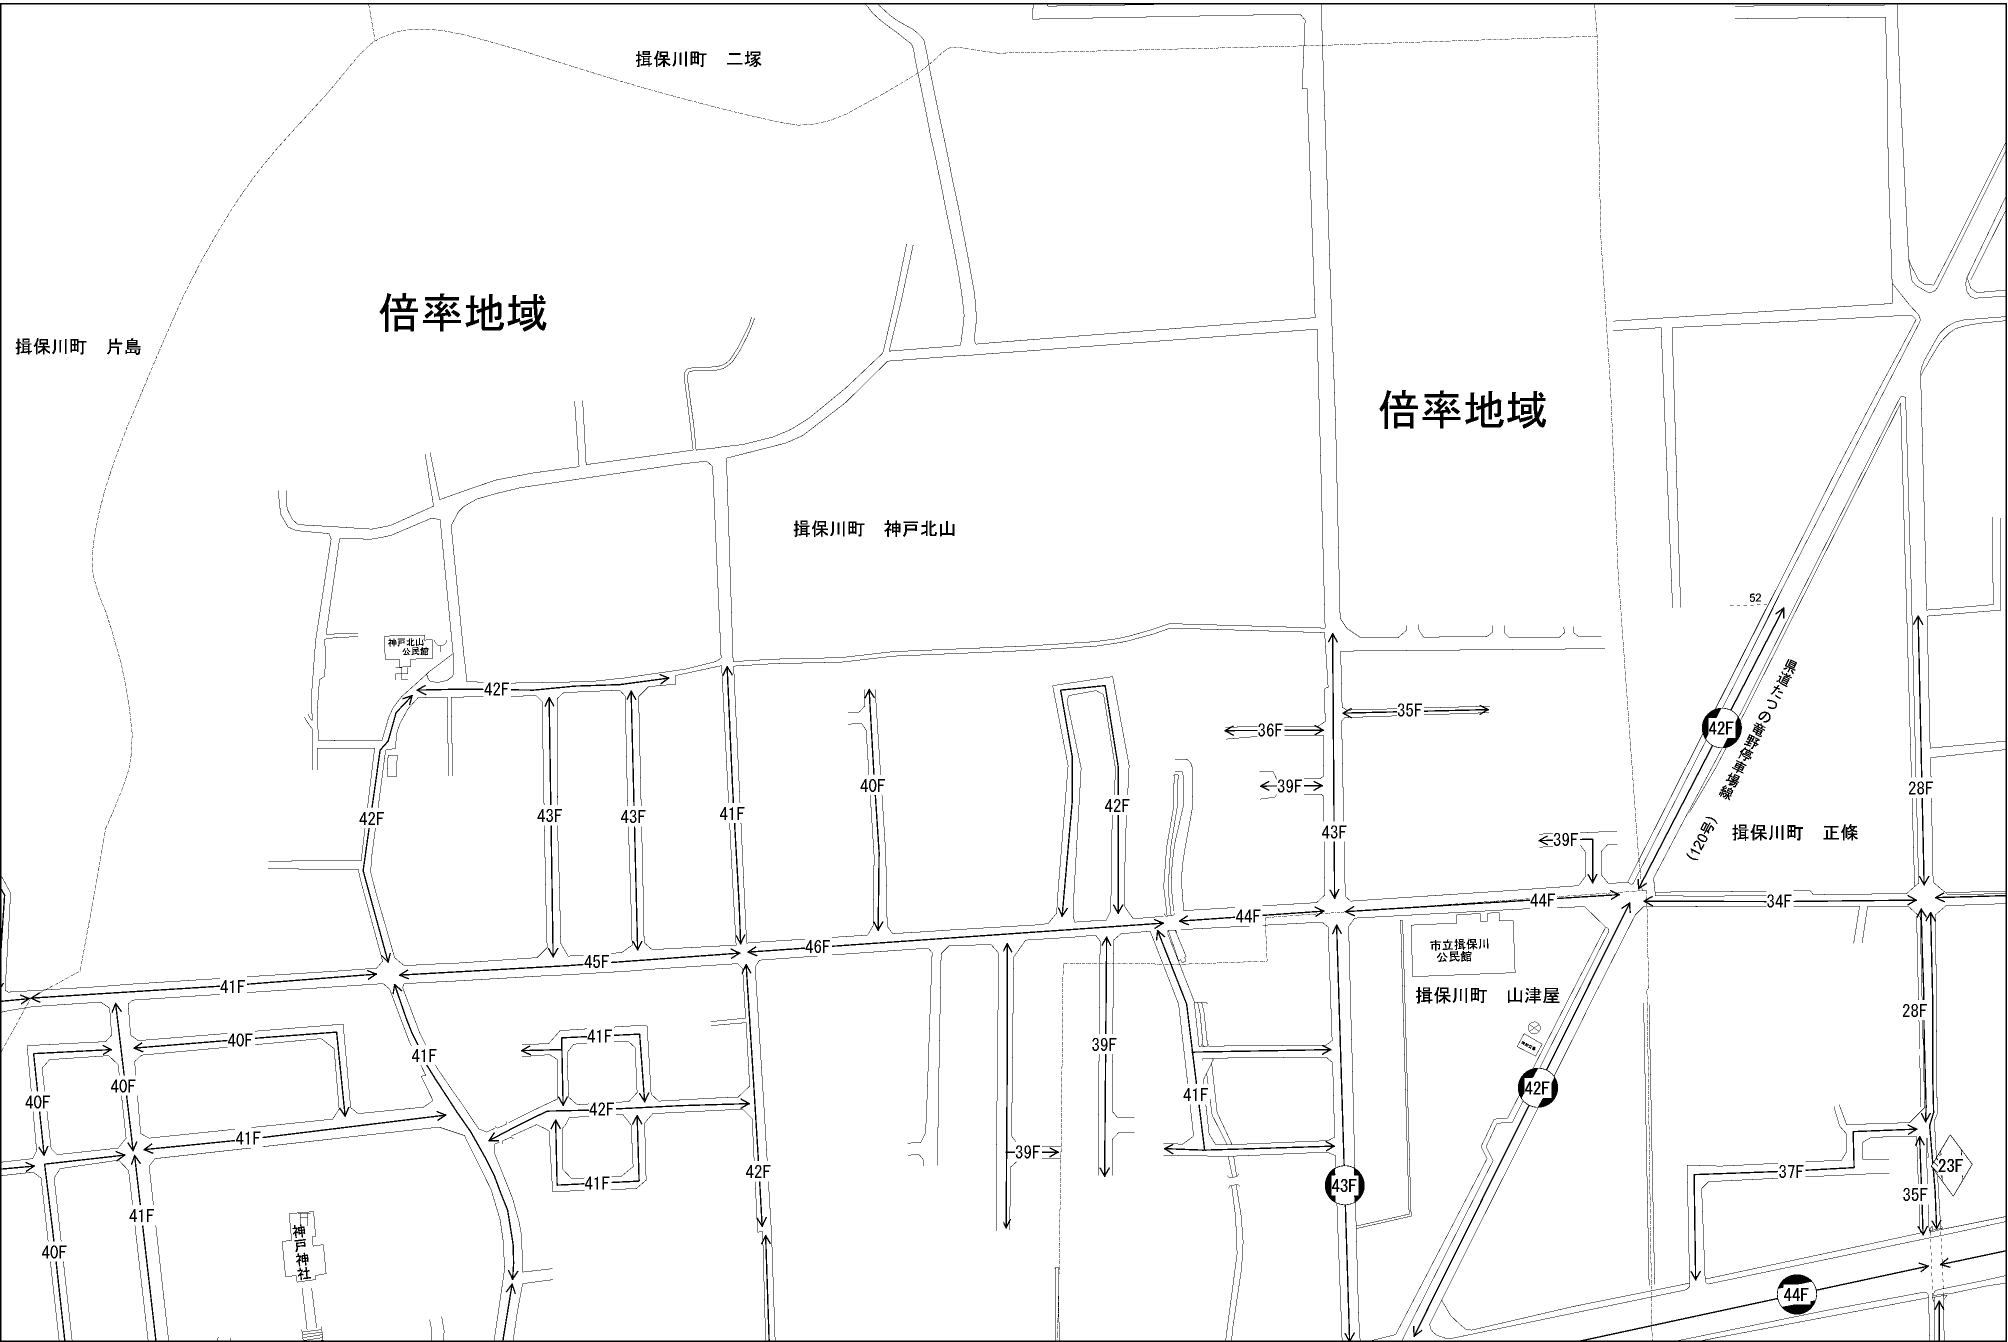 揖保川町　二塚
倍率地域
揖保川町　片島
倍率地域
揖保川町　神戸北山
52
神戸北山
公民館
県道たつの竜野停車場線
(120号)
42F
42F
35F
36F
39F
40F
42F
28F
42F
43F
43F
41F
43F
39F
揖保川町　正條
34F
44F
44F
46F
45F
41F
市立揖保川
公民館
揖保川町　山津屋
28F
40F
41F
41F
39F
40F
40F
42F
41F
42F
41F
39F
42F
37F
23F
35F
41F
43F
41F
40F
神戸神社
44F